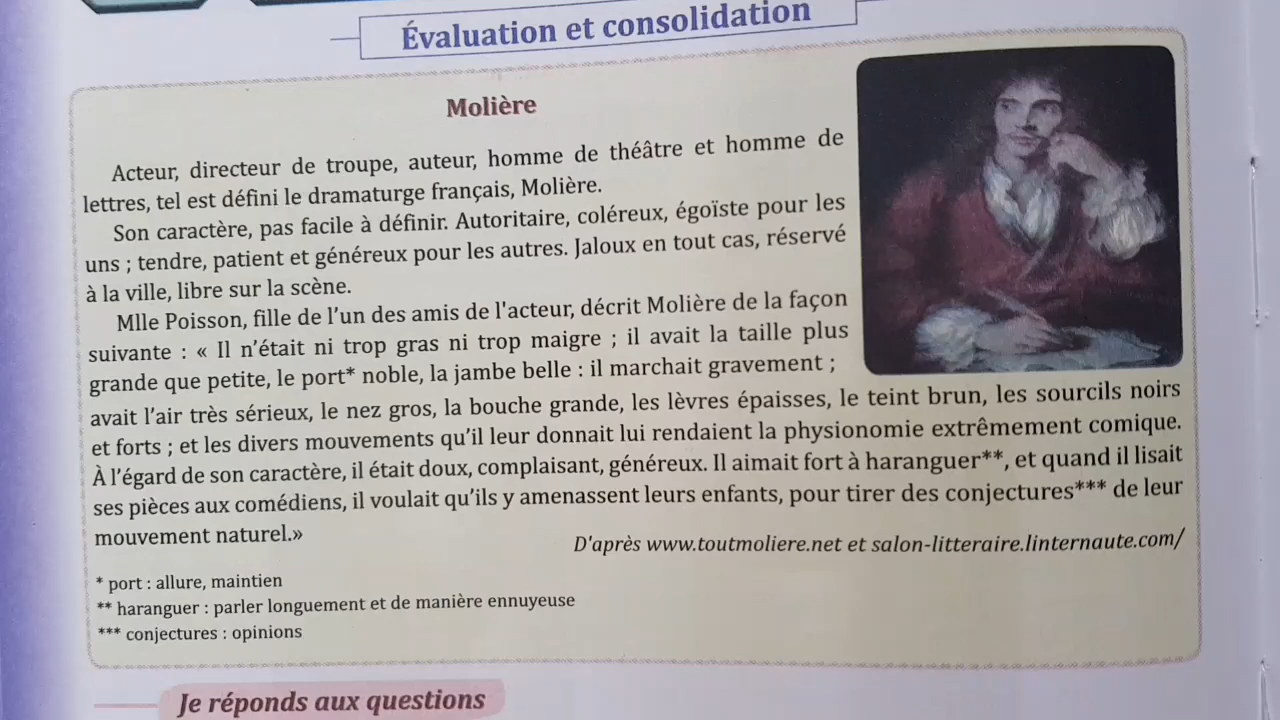 Évaluation et consolidation
Molière
Acteur, directeur de troupe, auteur, homme de théâtre et homme de
lettres, tel est défini le dramaturge français, Molière.
Son caractère, pas facile à définir. Autoritaire, coléreux, égoïste pour les
uns ; tendre, patient et généreux pour les autres. Jaloux en tout cas, réservé
à la ville, libre sur la scène.
Mlle Poisson, fille de l'un des amis de l'acteur, décrit Molière de la façon
suivante : « Il n'était ni trop gras ni trop maigre ; il avait la taille plus
grande que petite, le port* noble, la jambe belle : il marchait gravement ;
avait l'air très sérieux, le nez gros, la bouche grande, les lèvres épaisses, le teint brun, les sourcils noirs
et forts ; et les divers mouvements qu'il leur donnait lui rendaient la physionomie extrêmement comique.
À l'égard de son caractère, il était doux, complaisant, généreux. Il aimait fort à haranguer**, et quand il lisait
ses pièces aux comédiens, il voulait qu'ils y amenassent leurs enfants, pour tirer des conjectures*** de leur
mouvement naturel.»
D'après www.toutmoliere.net et salon-litteraire.linternaute.com/
* port : allure, maintien
** haranguer : parler longuement et de manière ennuyeuse
*** conjectures : opinions
Je réponds aux questions